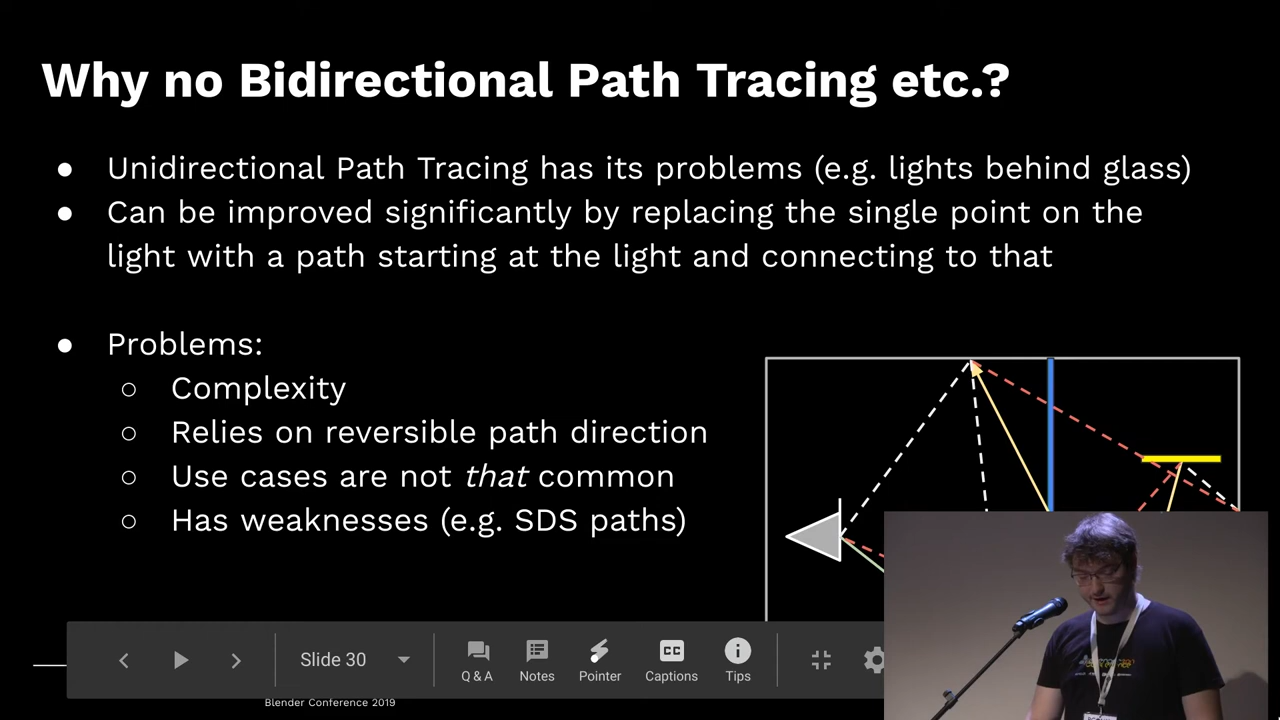 Why no Bidirectional Path Tracing etc.?
● Unidirectional Path Tracing has its problems (e.g. lights behind glass)
● Can be improved significantly by replacing the single point on the
light with a path starting at the light and connecting to that
● Problems:
○ Complexity
○ Relies on reversible path direction
○ Use cases are not that common
○ Has weaknesses (e.g. SDS paths)
Slide 30
Q & A
Notes
Pointer
CC
Captions
Tips
Blender Conference 2019